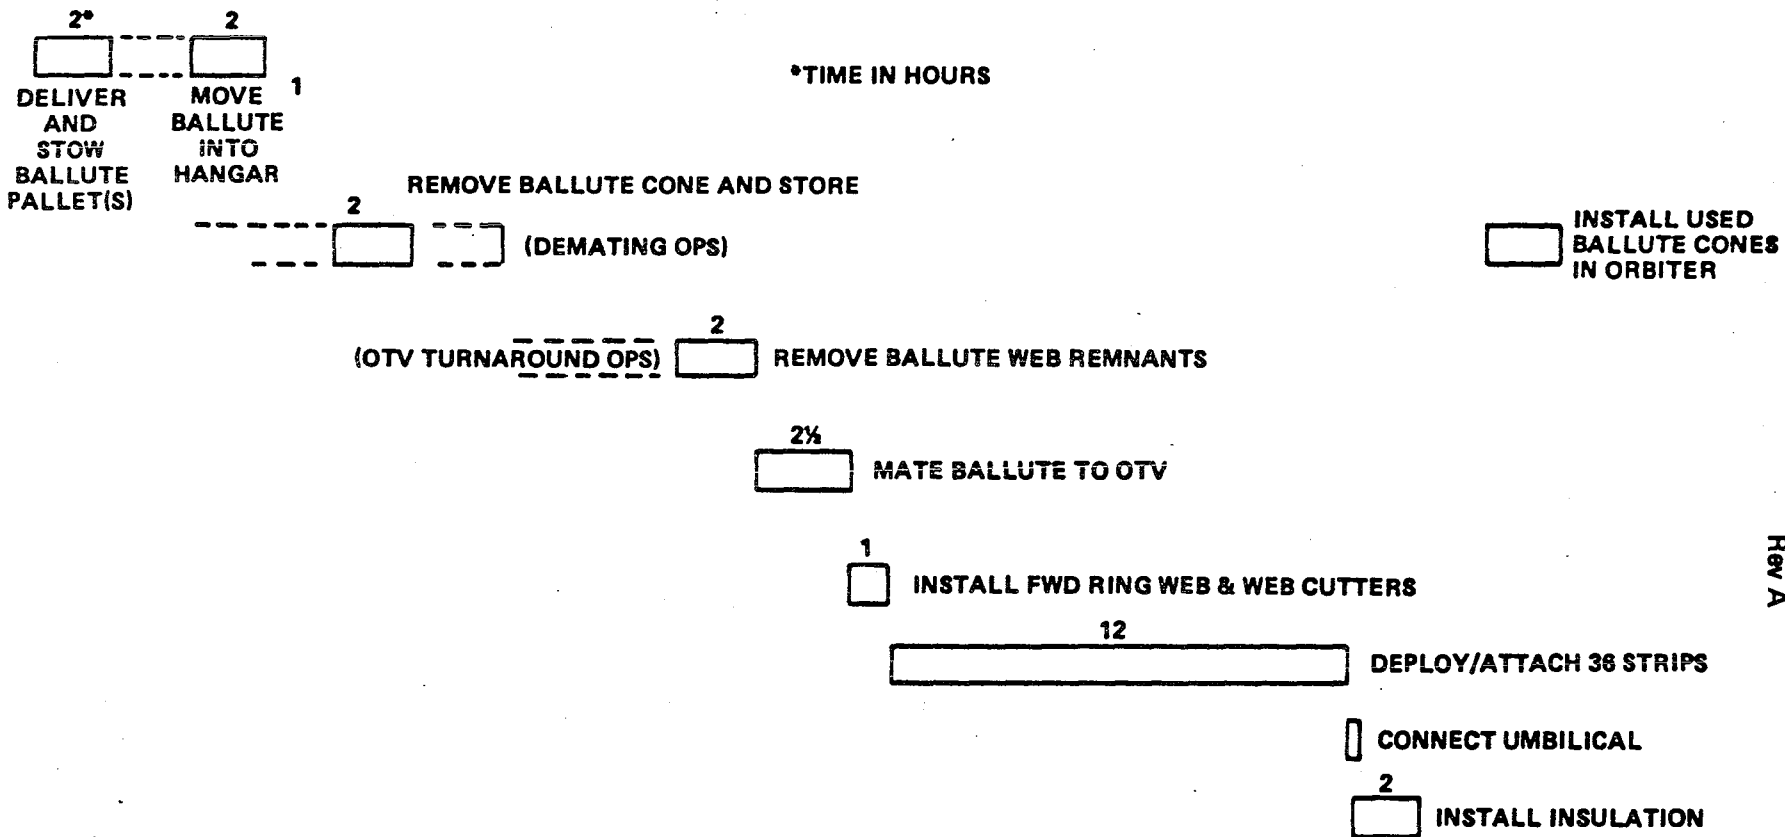 2* 2
*TIME IN HOURS
DELIVER
AND
STOW
BALLUTE
PALLET(S)
MOVE 1
BALLUTE
INTO
HANGAR
REMOVE BALLUTE CONE AND STORE
2
(DEMATING OPS)
INSTALL USED
BALLUTE CONES
IN ORBITER
2
(OTV TURNAROUND OPS)
REMOVE BALLUTE WEB REMNANTS
2½
MATE BALLUTE TO OTV
1
INSTALL FWD RING WEB & WEB CUTTERS
Rev A
12
DEPLOY/ATTACH 36 STRIPS
CONNECT UMBILICAL
2
INSTALL INSULATION